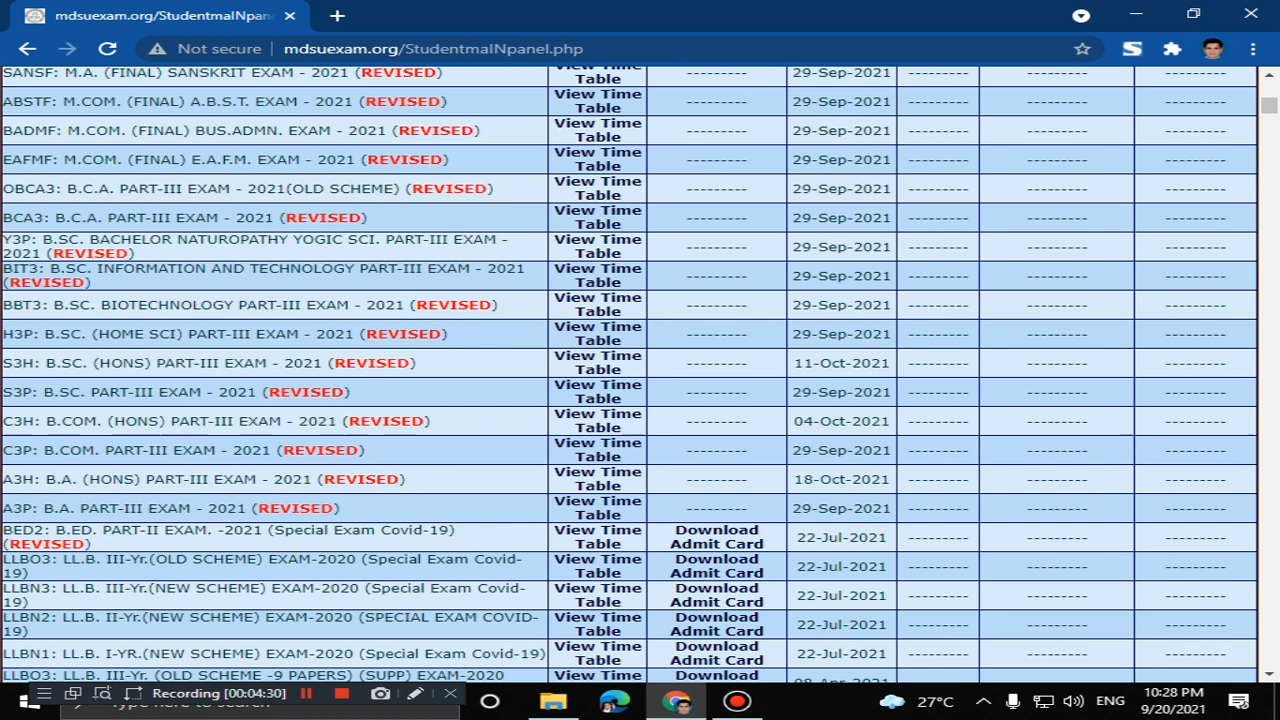 mdsuexam.org/StudentmaINpan
Not secure mdsuexam.org/StudentmaINpanel.php
SANSF: M.A. (FINAL) SANSKRIT EXAM - 2021 (REVISED) View Time Table --------- 29-Sep-2021 --------- --------- ---------
ABSTF: M.COM. (FINAL) A.B.S.T. EXAM - 2021 (REVISED) View Time Table --------- 29-Sep-2021 --------- --------- ---------
BADMF: M.COM. (FINAL) BUS.ADMN. EXAM - 2021 (REVISED) View Time Table --------- 29-Sep-2021 --------- --------- ---------
EAFMF: M.COM. (FINAL) E.A.F.M. EXAM - 2021 (REVISED) View Time Table --------- 29-Sep-2021 --------- --------- ---------
OBCA3: B.C.A. PART-III EXAM - 2021(OLD SCHEME) (REVISED) View Time Table --------- 29-Sep-2021 --------- --------- ---------
BCA3: B.C.A. PART-III EXAM - 2021 (REVISED) View Time Table --------- 29-Sep-2021 --------- --------- ---------
Y3P: B.SC. BACHELOR NATUROPATHY YOGIC SCI. PART-III EXAM - 2021 (REVISED) View Time Table --------- 29-Sep-2021 --------- --------- ---------
BIT3: B.SC. INFORMATION AND TECHNOLOGY PART-III EXAM - 2021 (REVISED) View Time Table --------- 29-Sep-2021 --------- --------- ---------
BBT3: B.SC. BIOTECHNOLOGY PART-III EXAM - 2021 (REVISED) View Time Table --------- 29-Sep-2021 --------- --------- ---------
H3P: B.SC. (HOME SCI) PART-III EXAM - 2021 (REVISED) View Time Table --------- 29-Sep-2021 --------- --------- ---------
S3H: B.SC. (HONS) PART-III EXAM - 2021 (REVISED) View Time Table --------- 11-Oct-2021 --------- --------- ---------
S3P: B.SC. PART-III EXAM - 2021 (REVISED) View Time Table --------- 29-Sep-2021 --------- --------- ---------
C3H: B.COM. (HONS) PART-III EXAM - 2021 (REVISED) View Time Table --------- 04-Oct-2021 --------- --------- ---------
C3P: B.COM. PART-III EXAM - 2021 (REVISED) View Time Table --------- 29-Sep-2021 --------- --------- ---------
A3H: B.A. (HONS) PART-III EXAM - 2021 (REVISED) View Time Table --------- 18-Oct-2021 --------- --------- ---------
A3P: B.A. PART-III EXAM - 2021 (REVISED) View Time Table --------- 29-Sep-2021 --------- --------- ---------
BED2: B.ED. PART-II EXAM. -2021 (Special Exam Covid-19) (REVISED) View Time Table Download Admit Card 22-Jul-2021 --------- --------- ---------
LLBO3: LL.B. III-Yr.(OLD SCHEME) EXAM-2020 (Special Exam Covid-19) View Time Table Download Admit Card 22-Jul-2021 --------- --------- ---------
LLBN3: LL.B. III-Yr.(NEW SCHEME) EXAM-2020 (Special Exam Covid-19) View Time Table Download Admit Card 22-Jul-2021 --------- --------- ---------
LLBN2: LL.B. II-Yr.(NEW SCHEME) EXAM-2020 (SPECIAL EXAM COVID-19) View Time Table Download Admit Card 22-Jul-2021 --------- --------- ---------
LLBN1: LL.B. I-YR.(NEW SCHEME) EXAM-2020 (Special Exam Covid-19) View Time Table Download Admit Card 22-Jul-2021 --------- --------- ---------
LLBO3: LL.B. III-Yr. (OLD SCHEME -9 PAPERS) (SUPP) EXAM-2020 View Time Download
Recording [00:04:30]
27°C ENG 10:28 PM
9/20/2021